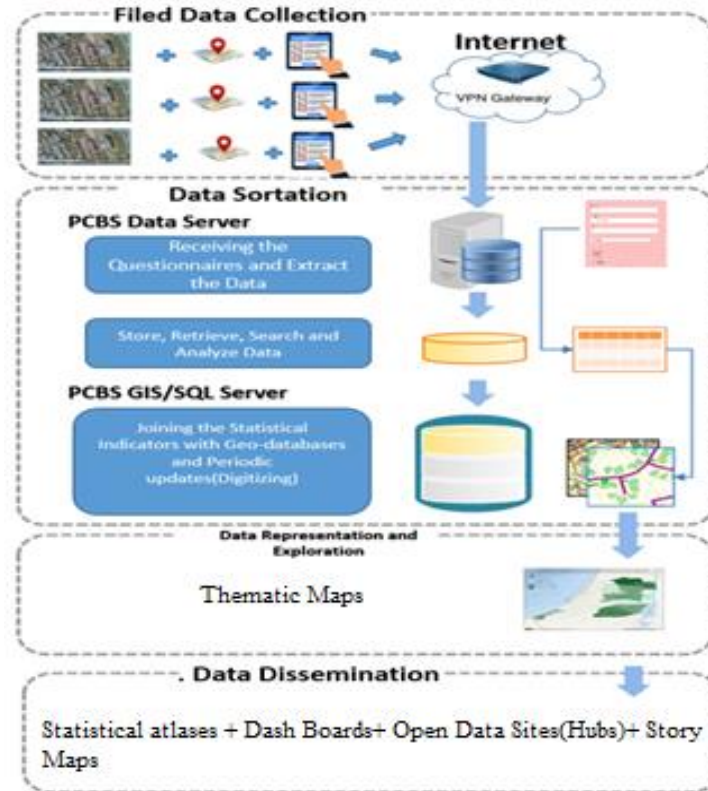 Filed Data Collection
Internet
VPN Gateway
Data Sortation
PCBS Data Server
Receiving the
Questionnaires and Extract
the Data
Store, Retrieve, Search and
Analyze Data
PCBS GIS/SQL Server
Joining the Statistical
Indicators with Geo-databases
and Periodic
updates(Digitizing)
Data Representation and
Exploration
Thematic Maps
. Data Dissemination
Statistical atlases + Dash Boards+ Open Data Sites(Hubs)+ Story
Maps